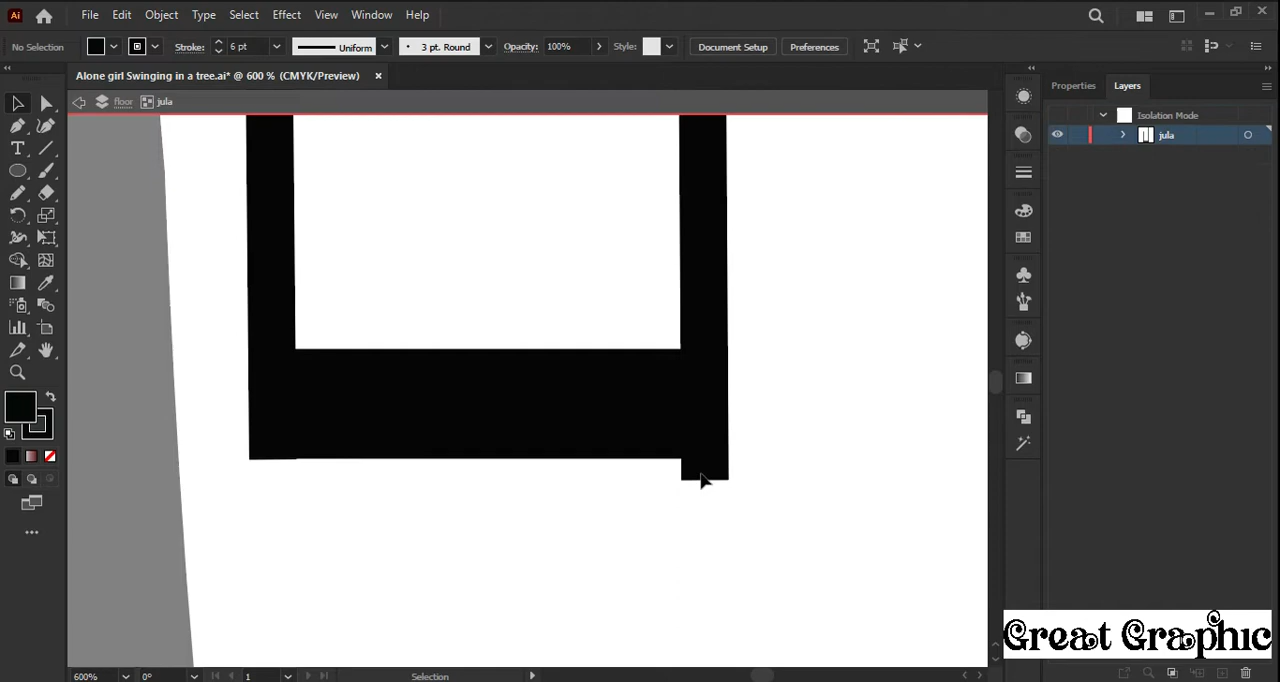 Ai File Edit Object Type Select Effect View Window Help
No Selection Stroke: 6 pt Uniform 3 pt. Round Opacity: 100% Style: Document Setup Preferences
Alone girl Swinging in a tree.ai* @ 600 % (CMYK/Preview) × Properties Layers
floor jula Isolation Mode
jula
Great Graphic
600% 0° 1 Selection